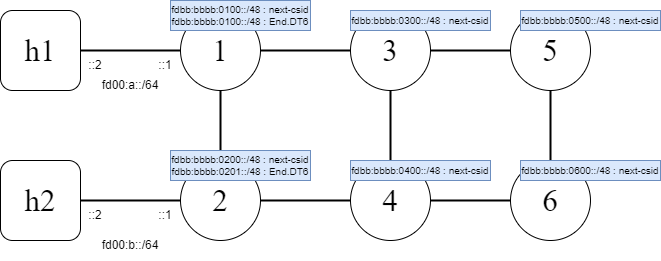 fdbb:bbbb:0100::/48 : next-csid
fdbb:bbbb:0100::/48 : End.DT6
fdbb:bbbb:0300::/48 : next-csid
fdbb:bbbb:0500::/48 : next-csid
h1
1
3
5
::2
::1
fd00:a::/64
fdbb:bbbb:0200::/48 : next-csid
fdbb:bbbb:0201::/48 : End.DT6
fdbb:bbbb:0400::/48 : next-csid
fdbb:bbbb:0600::/48 : next-csid
h2
2
4
6
::2
::1
fd00:b::/64